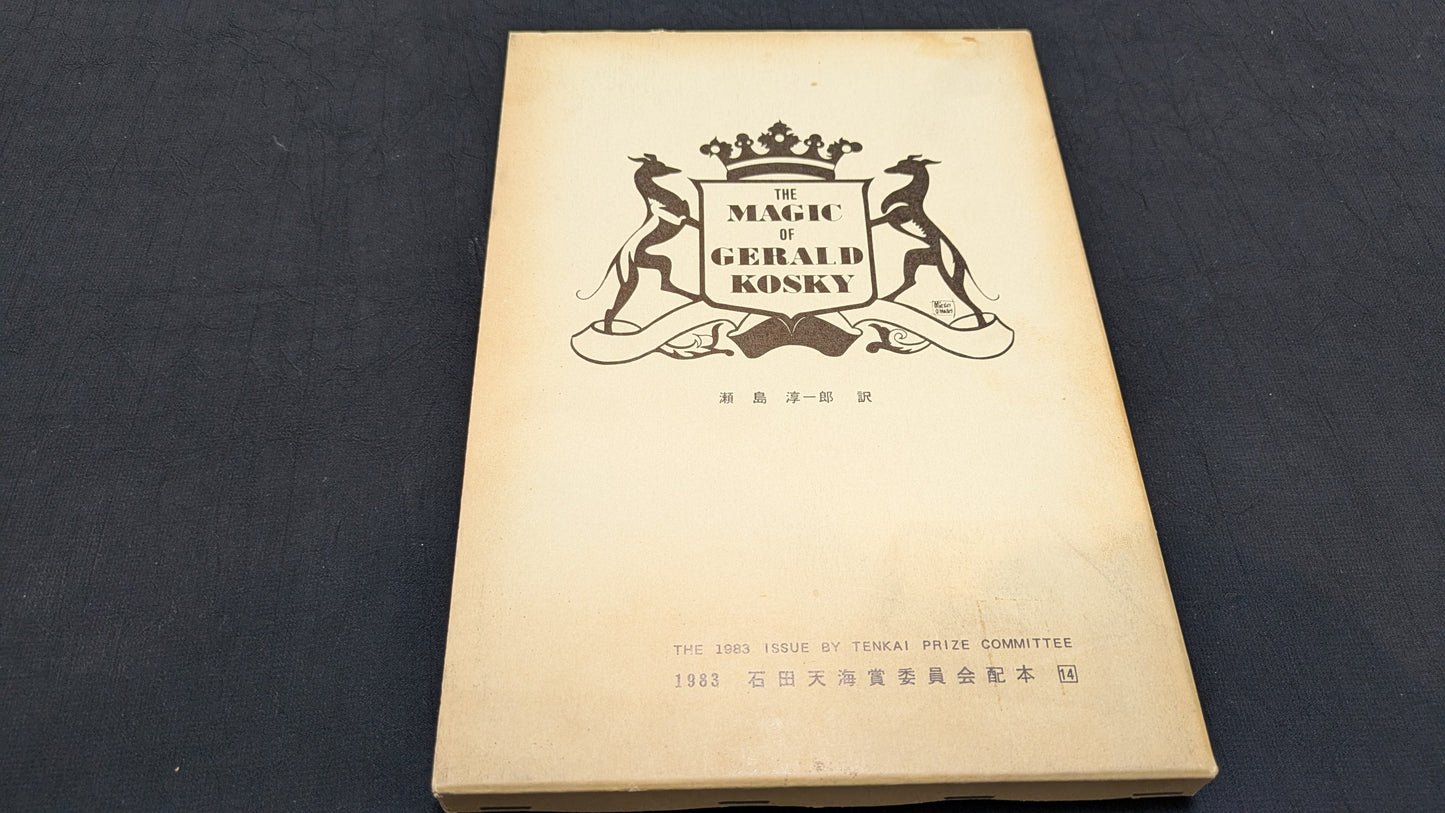 THE
MAGIC
OF
GERALD
KOSKY
瀬島 淳一郎 訳
THE 1983 ISSUE BY TENKAI PRIZE COMMITTEE
1983 石田天海賞委員会配本 14